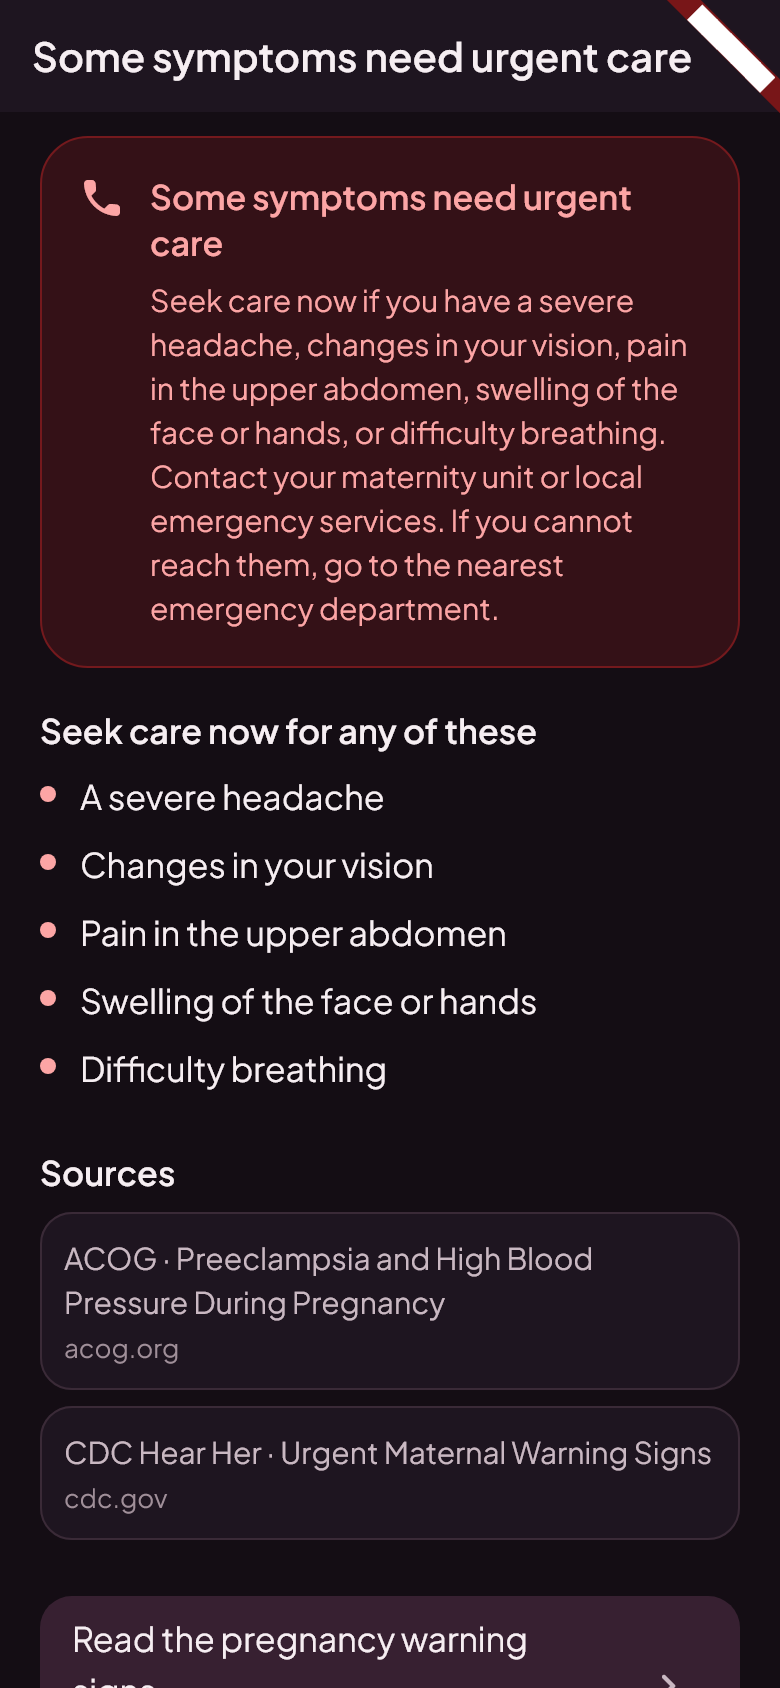 Some symptoms need urgent care
Some symptoms need urgent
care
Seek care now if you have a severe
headache, changes in your vision, pain
in the upper abdomen, swelling of the
face or hands, or difficulty breathing.
Contact your maternity unit or local
emergency services. If you cannot
reach them, go to the nearest
emergency department.
Seek care now for any of these
A severe headache
Changes in your vision
Pain in the upper abdomen
Swelling of the face or hands
Difficulty breathing
Sources
ACOG · Preeclampsia and High Blood
Pressure During Pregnancy
acog.org
CDC Hear Her · Urgent Maternal Warning Signs
cdc.gov
Read the pregnancy warning
signs